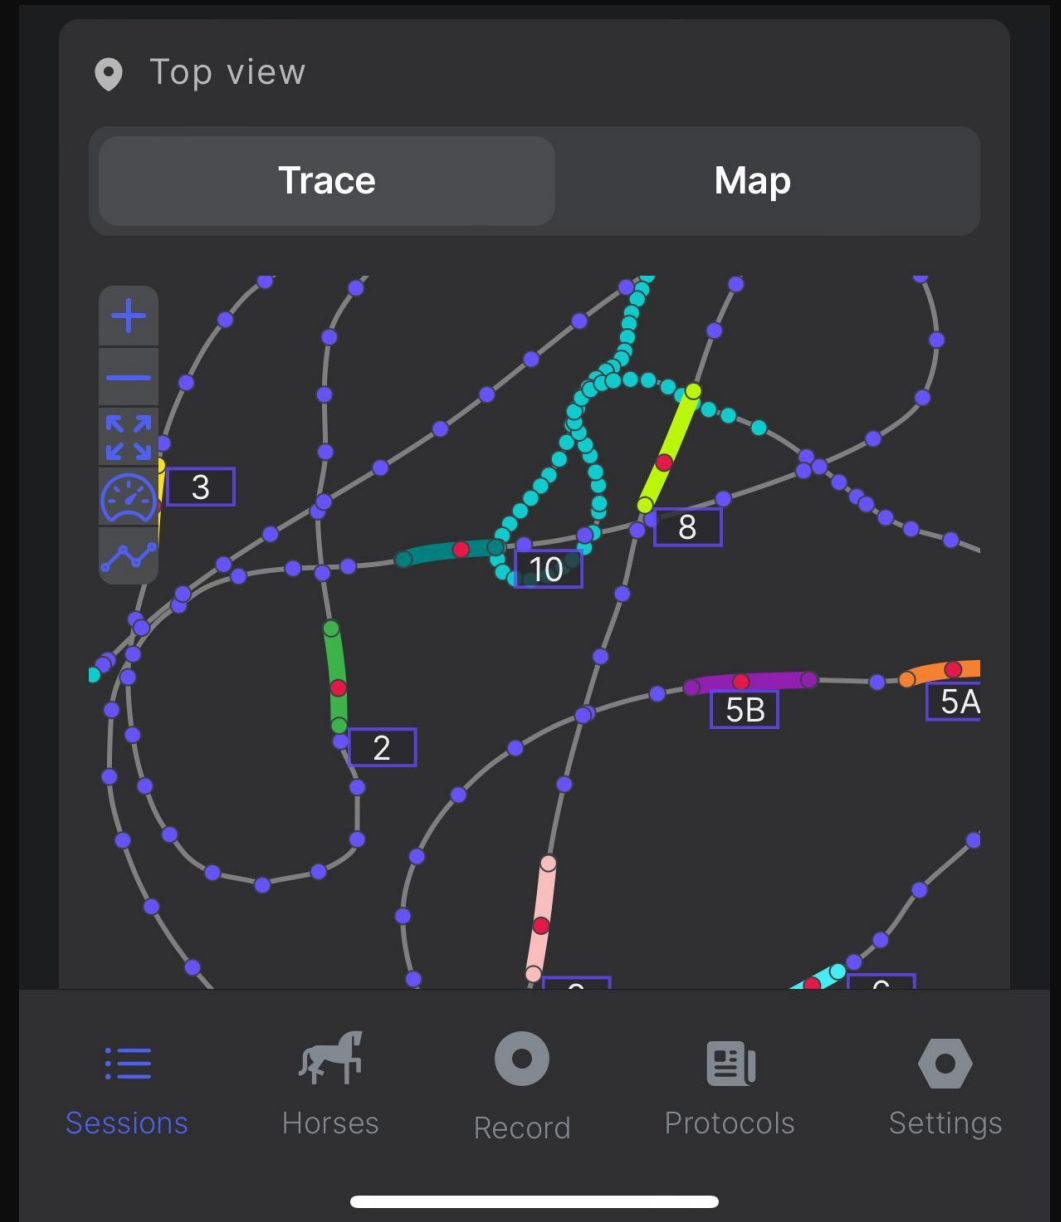 Top view
Trace
Map
3
8
10
5B
5A
2
Sessions
Horses
Record
Protocols
Settings